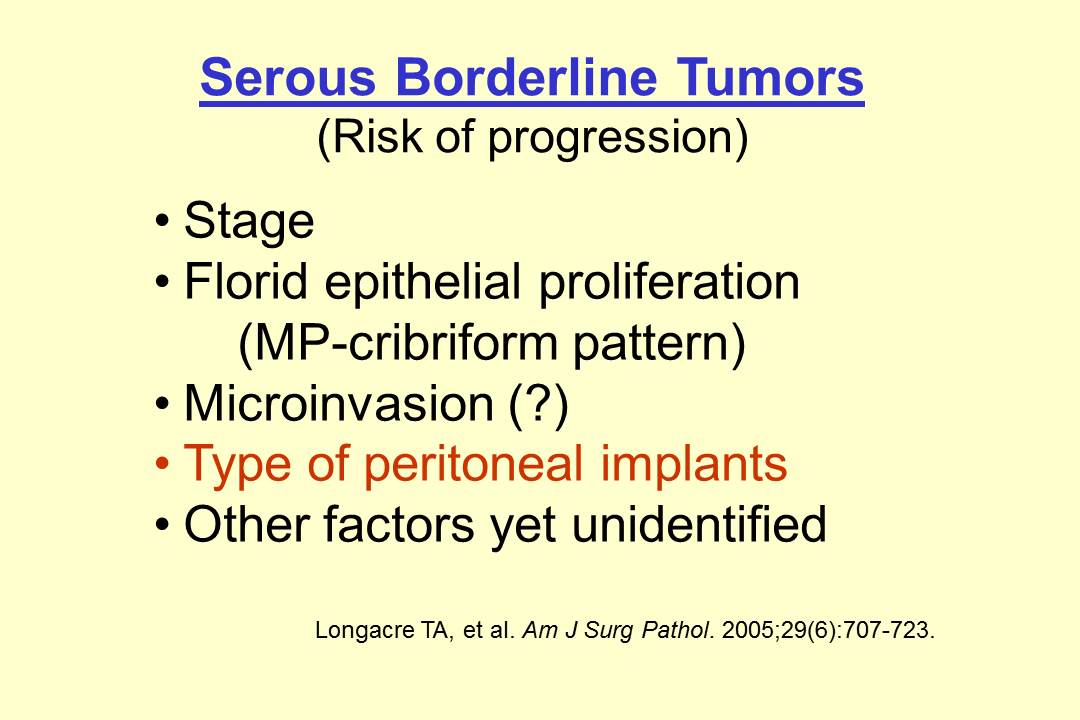 Serous Borderline Tumors
(Risk of progression)
• Stage
• Florid epithelial proliferation
(MP-cribriform pattern)
• Microinvasion (?)
• Type of peritoneal implants
• Other factors yet unidentified
Longacre TA, et al. Am J Surg Pathol. 2005;29(6):707-723.